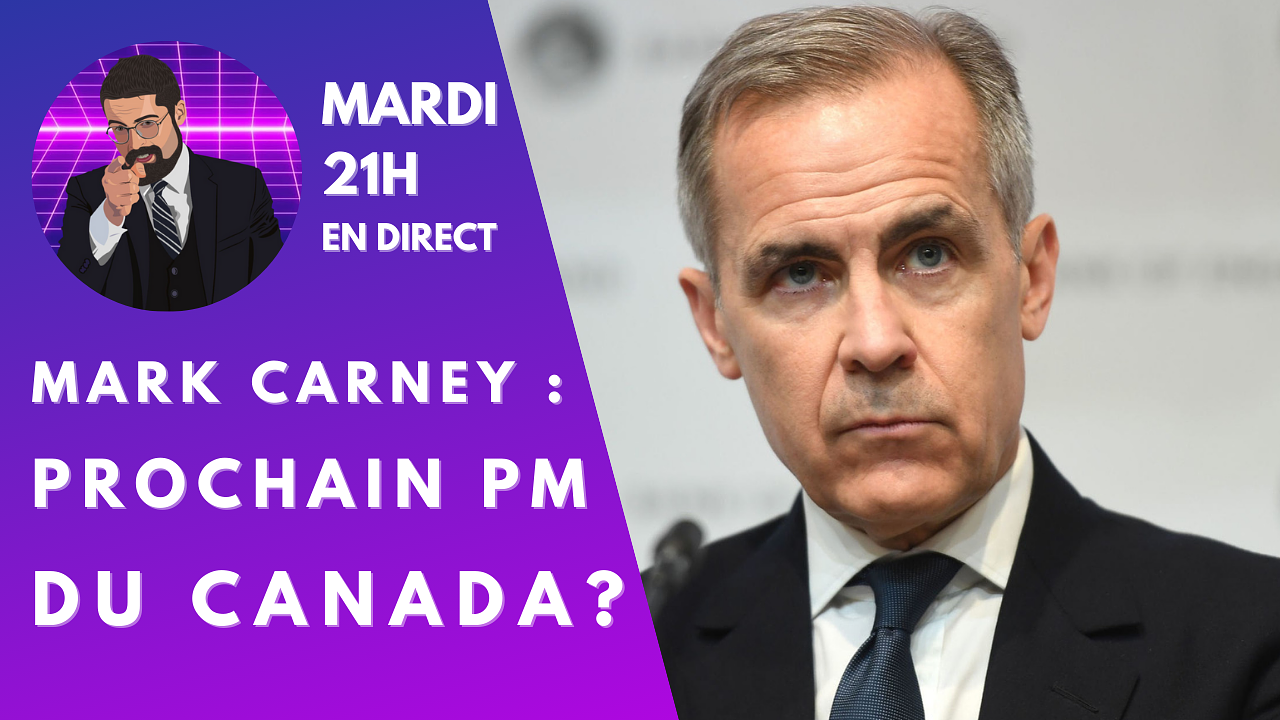 MARDI
21H
EN DIRECT
MARK CARNEY :
PROCHAIN PM
DU CANADA?